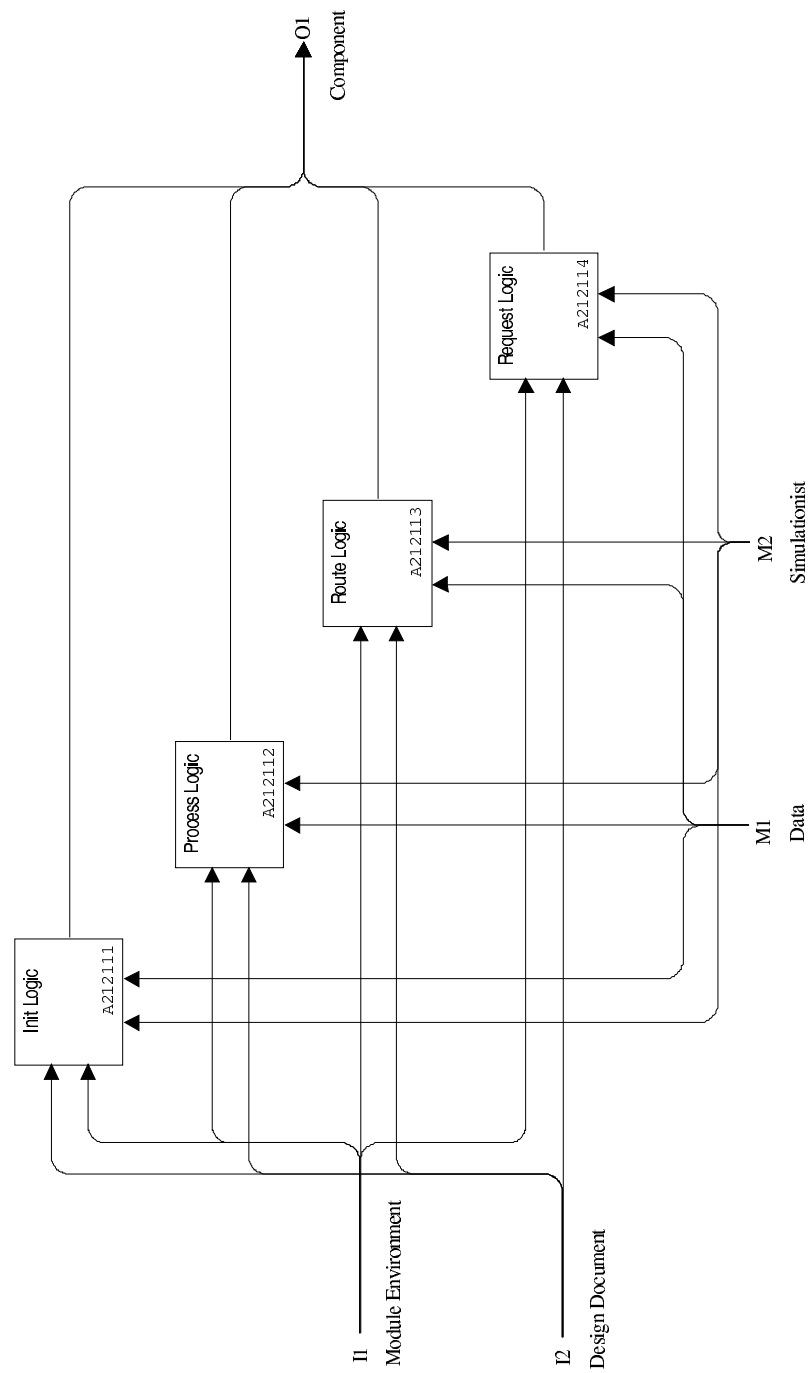 Init Logic
A212111
Process Logic
A212112
Route Logic
A212113
Request Logic
A212114
I1
Module Environment
I2
Design Document
M1
Data
M2
Simulationist
O1
Component